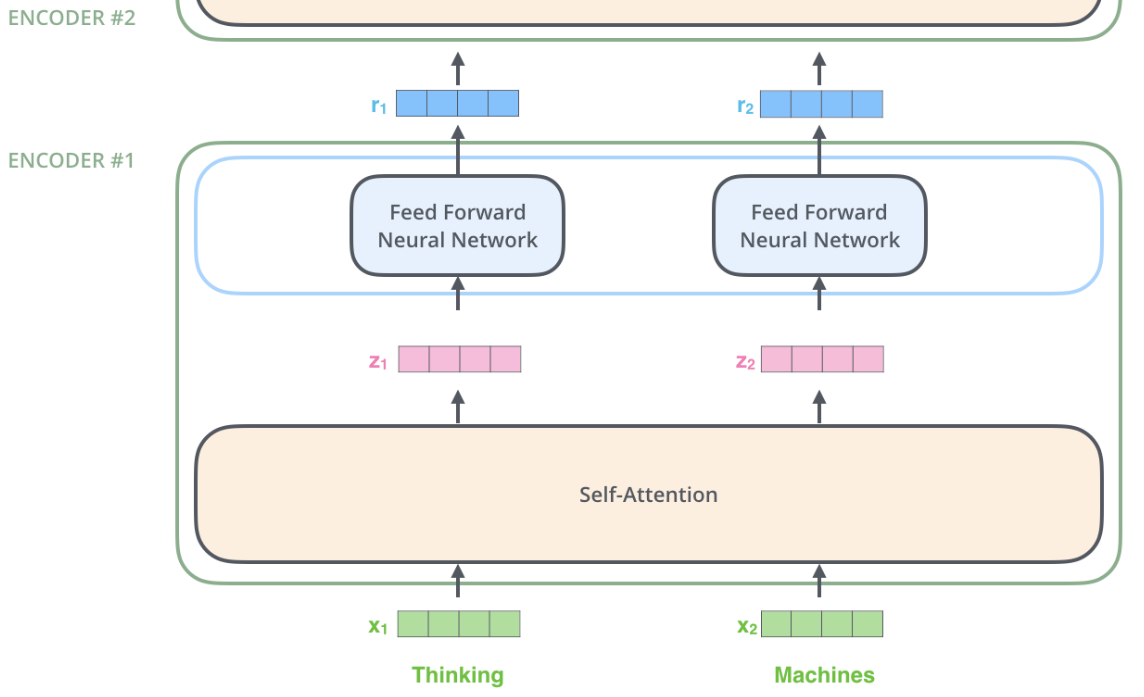 ENCODER #2
r₁
r₂
ENCODER #1
Feed Forward
Neural Network
Feed Forward
Neural Network
z₁
z₂
Self-Attention
x₁
x₂
Thinking
Machines